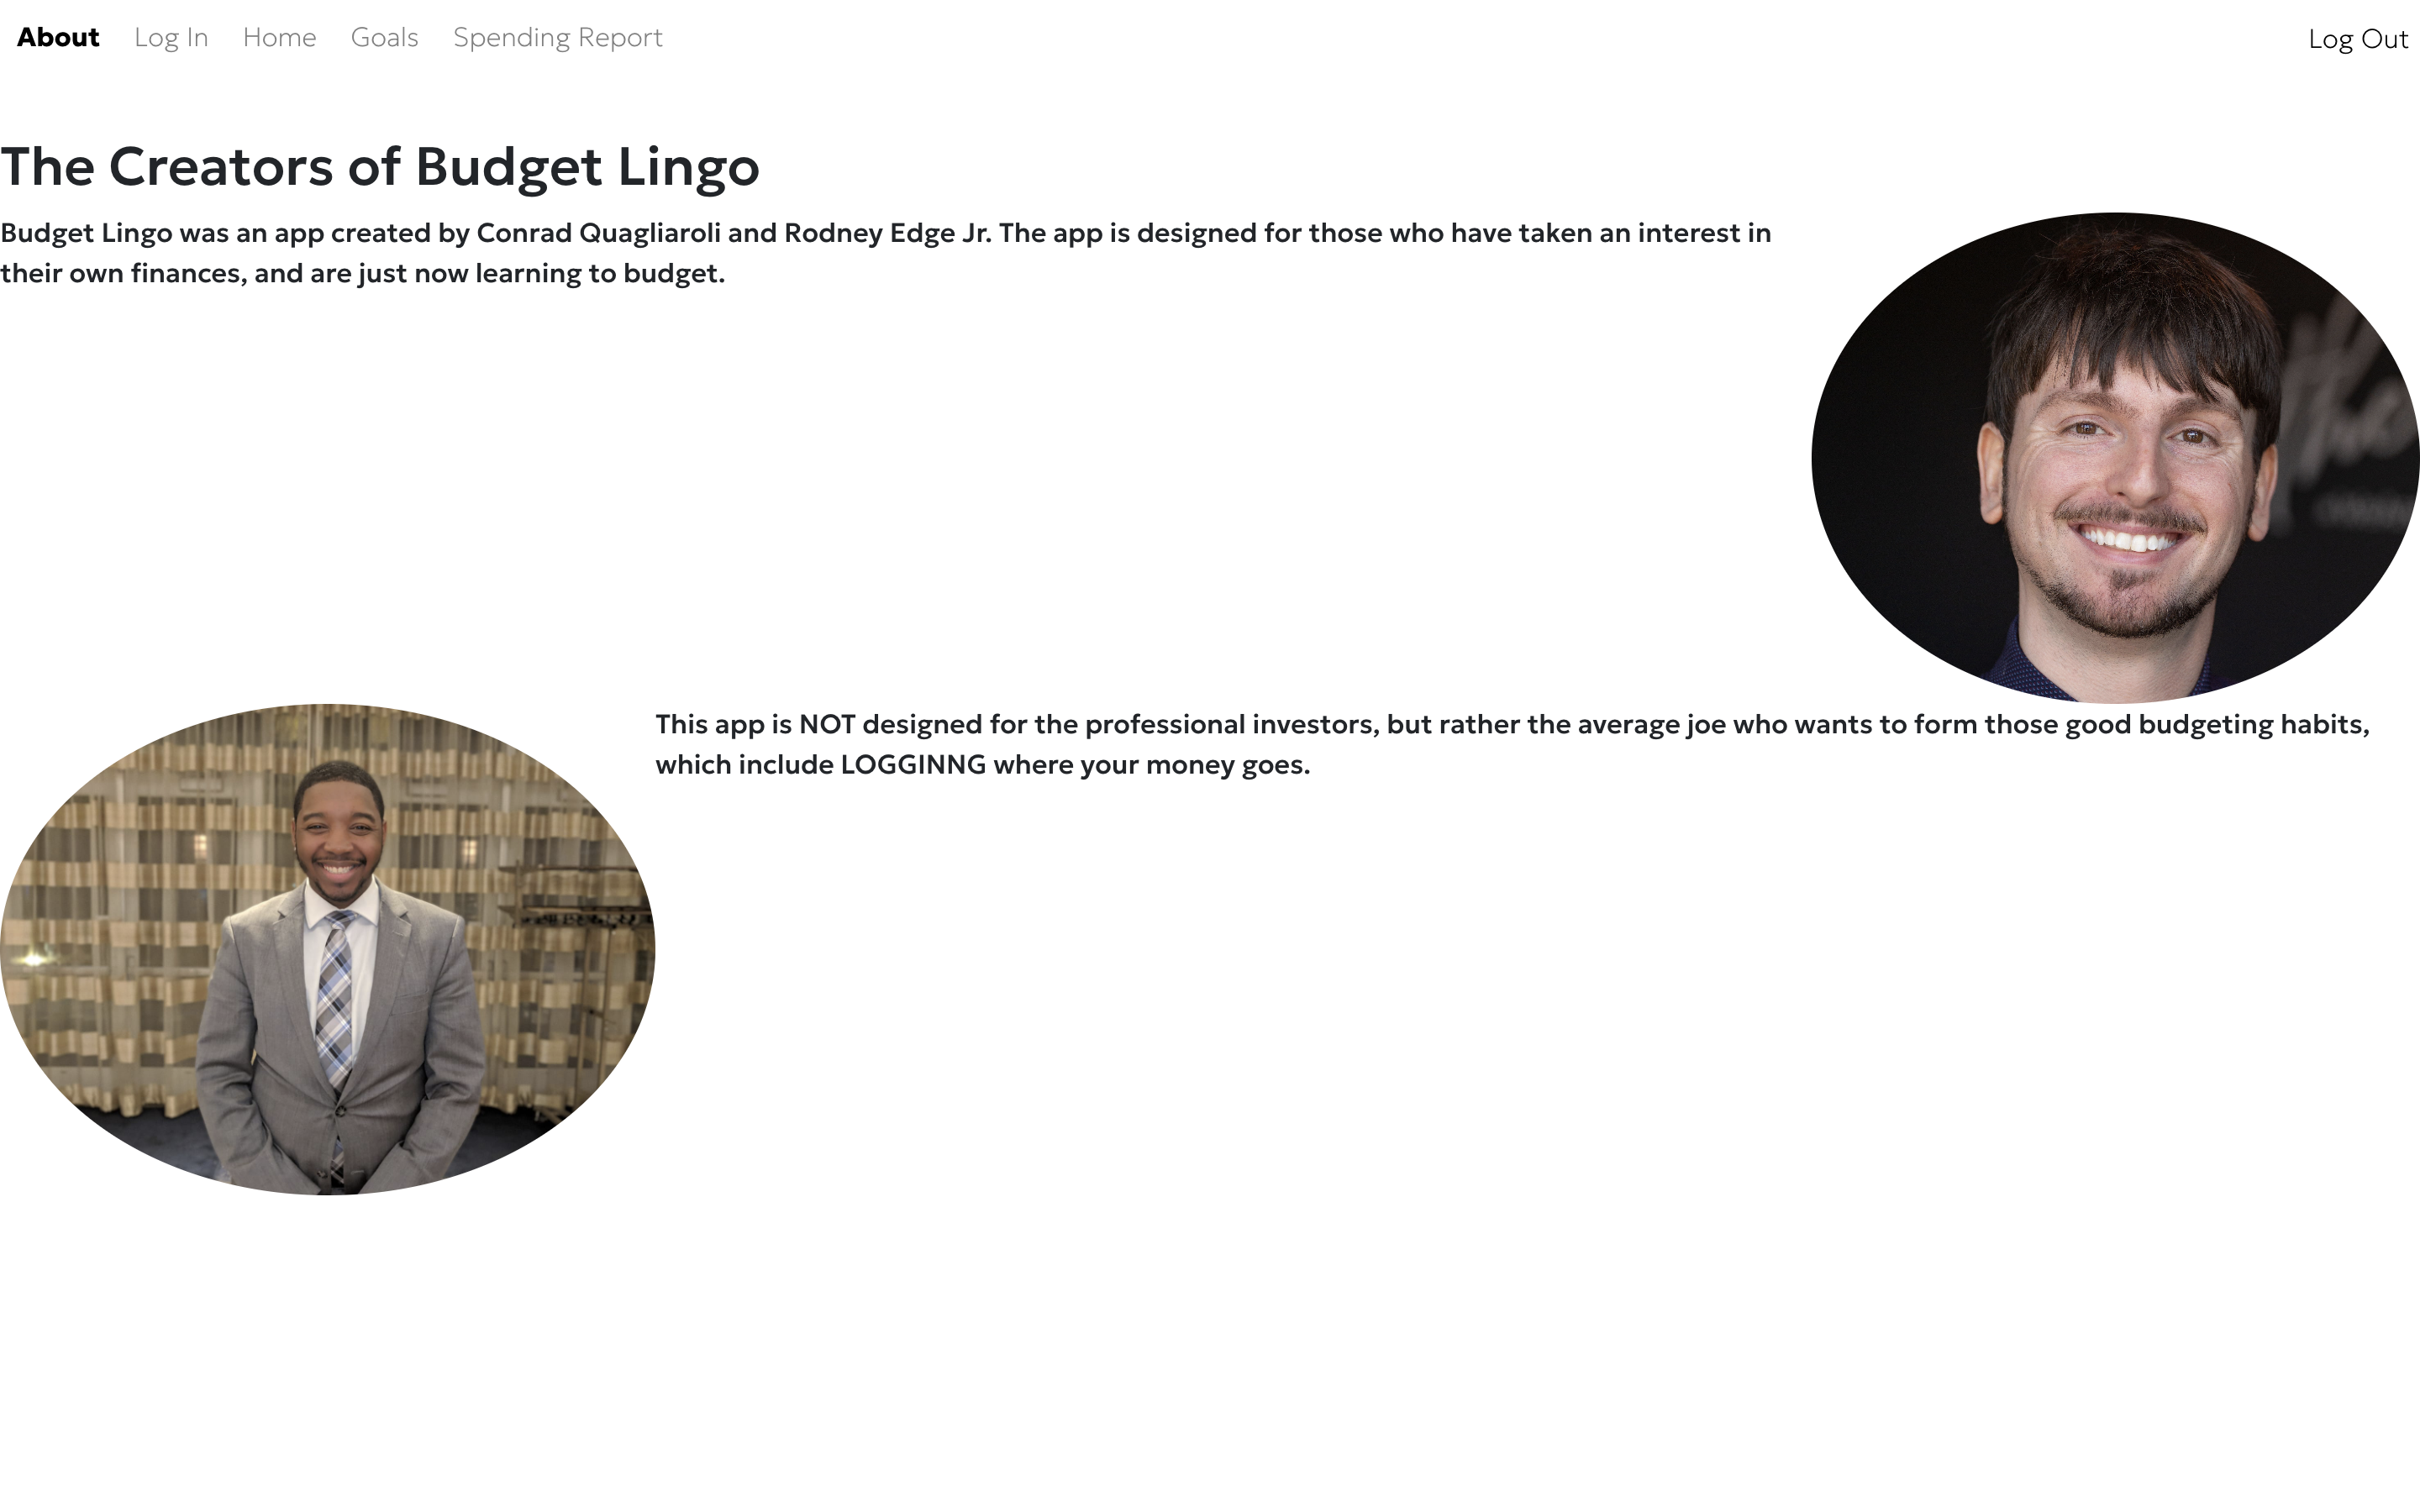 About Log In Home Goals Spending Report Log Out
The Creators of Budget Lingo
Budget Lingo was an app created by Conrad Quagliaroli and Rodney Edge Jr. The app is designed for those who have taken an interest in
their own finances, and are just now learning to budget.
This app is NOT designed for the professional investors, but rather the average joe who wants to form those good budgeting habits,
which include LOGGINNG where your money goes.